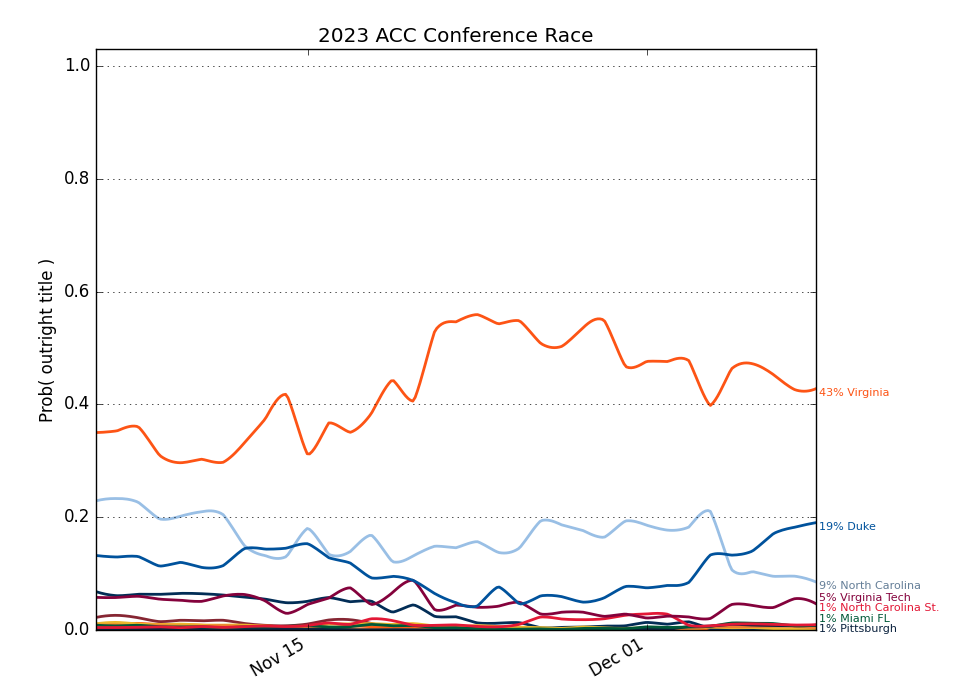 2023 ACC Conference Race
Prob( outright title )
1.0
0.8
0.6
0.4
0.2
0.0
Nov 15
Dec 01
43% Virginia
19% Duke
9% North Carolina
5% Virginia Tech
1% North Carolina St.
1% Miami FL
1% Pittsburgh